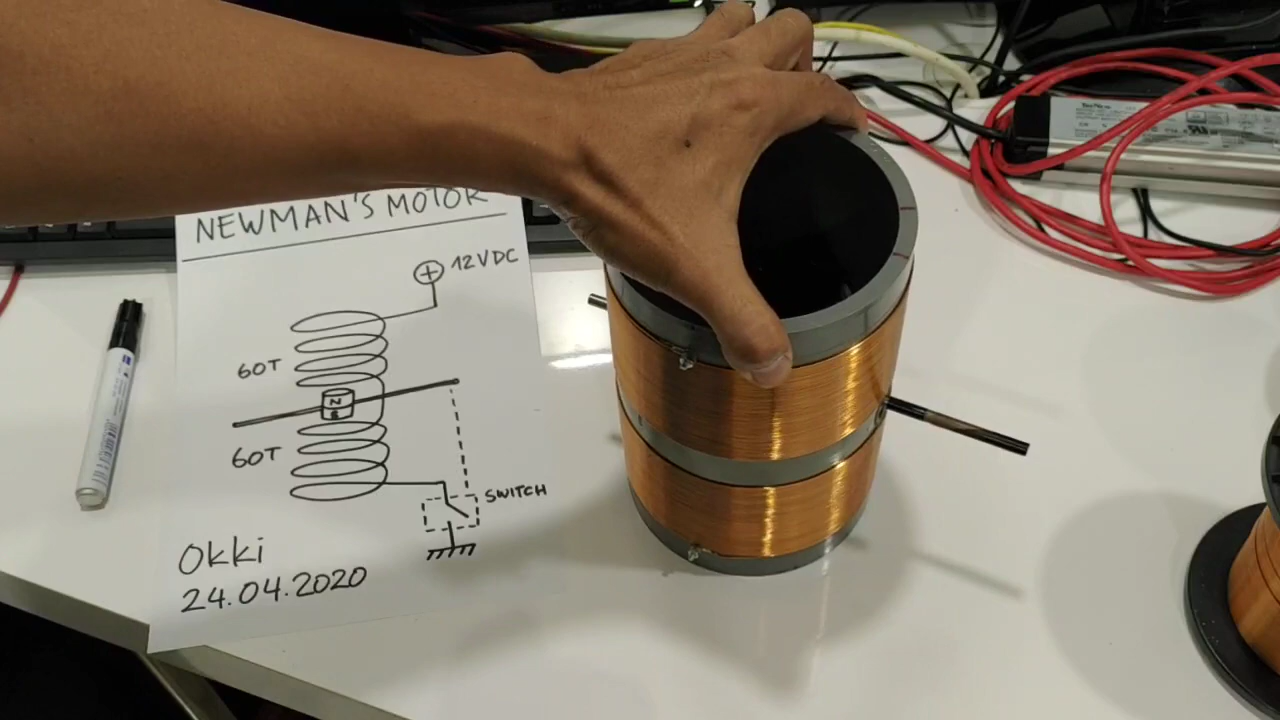 NEWMAN'S MOTOR
+ 12VDC
60T
N
S
60T
SWITCH
Okki
24.04.2020